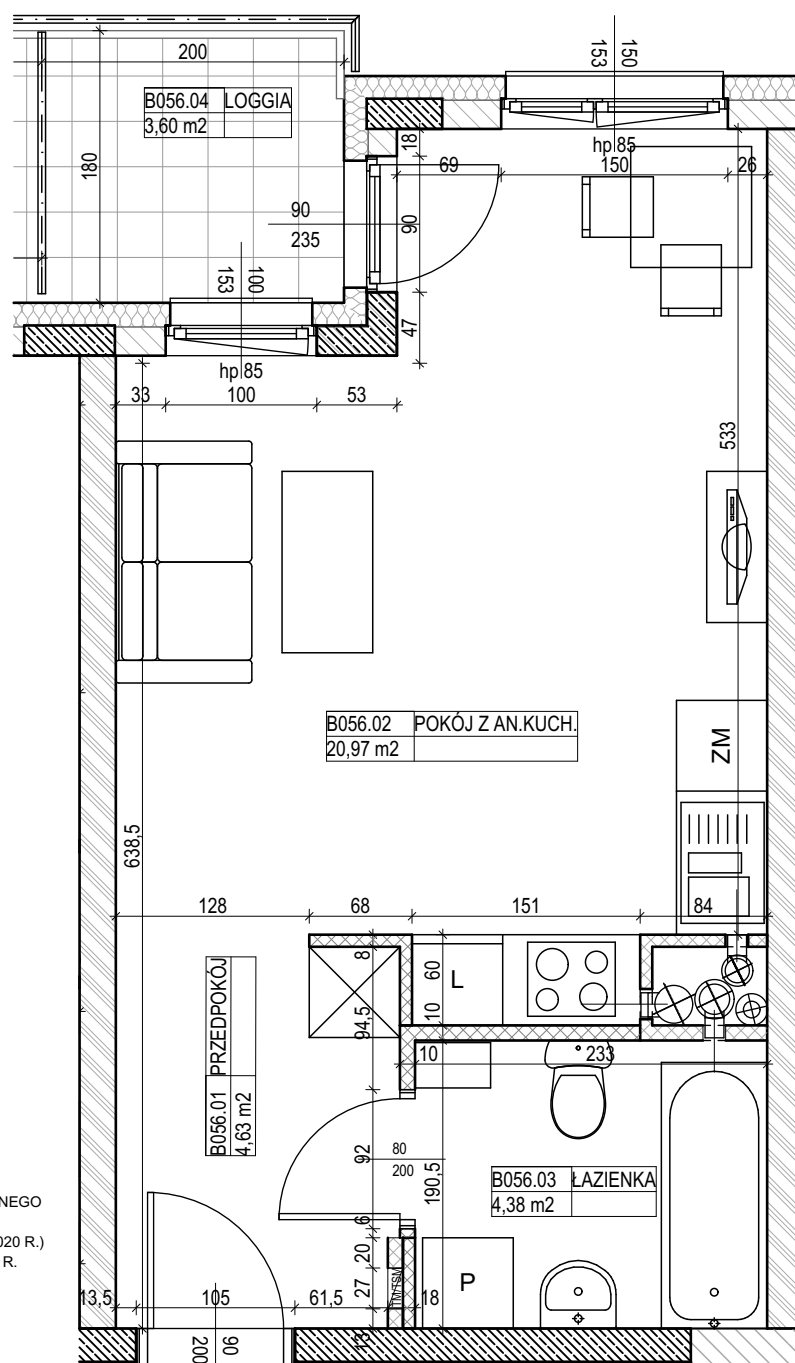 200
153
150
B056.04 LOGGIA
3,60 m2
180
18
hp 85
69
150
26
90
235
90
153
100
47
hp 85
33
100
53
533
B056.02 POKÓJ Z AN.KUCH.
20,97 m2
ZM
638,5
128
68
151
84
8
60
L
94,5
10
B056.01 PRZEDPOKÓJ
4,63 m2
10
233
92
80
200
190,5
B056.03 ŁAZIENKA
4,38 m2
NEGO
020 R.)
R.
6
20
27
TM/TSM
P
13,5
105
61,5
18
13
90
200